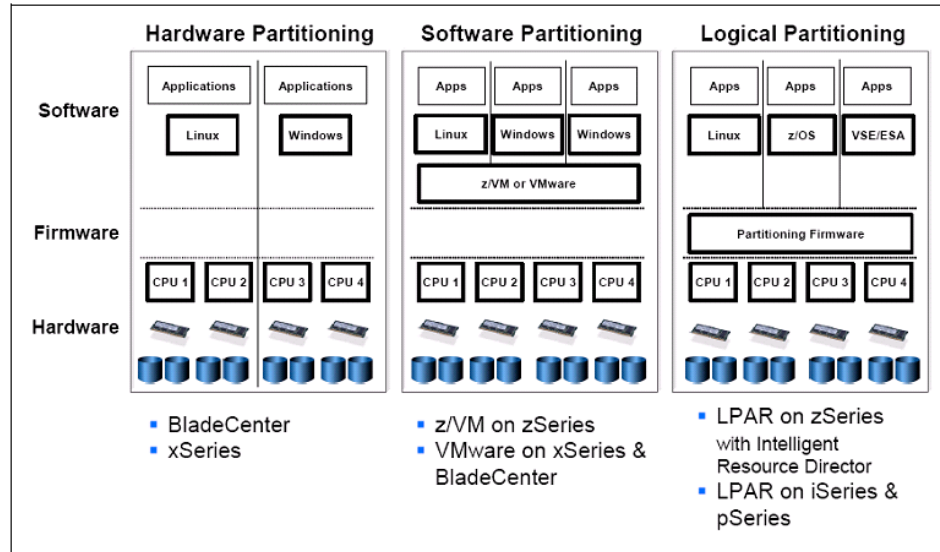 Hardware Partitioning
Software Partitioning
Logical Partitioning
Software
Firmware
Hardware
Applications
Applications
Linux
Windows
CPU 1
CPU 2
CPU 3
CPU 4
Apps
Apps
Apps
Linux
Windows
Windows
z/VM or VMware
CPU 1
CPU 2
CPU 3
CPU 4
Apps
Apps
Apps
Linux
z/OS
VSE/ESA
Partitioning Firmware
CPU 1
CPU 2
CPU 3
CPU 4
▪ BladeCenter
▪ xSeries
▪ z/VM on zSeries
▪ VMware on xSeries &
BladeCenter
▪ LPAR on zSeries
with Intelligent
Resource Director
▪ LPAR on iSeries &
pSeries